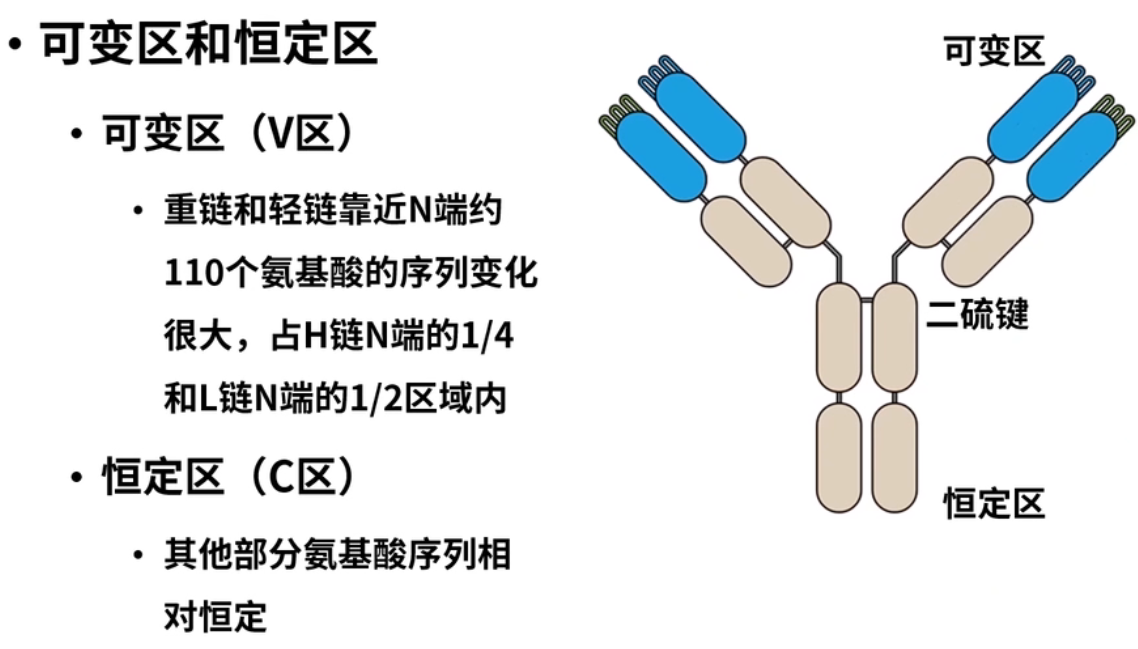 • 可变区和恒定区
• 可变区（V区）
• 重链和轻链靠近N端约
110个氨基酸的序列变化
很大，占H链N端的1/4
和L链N端的1/2区域内
• 恒定区（C区）
• 其他部分氨基酸序列相
对恒定
可变区
二硫键
恒定区